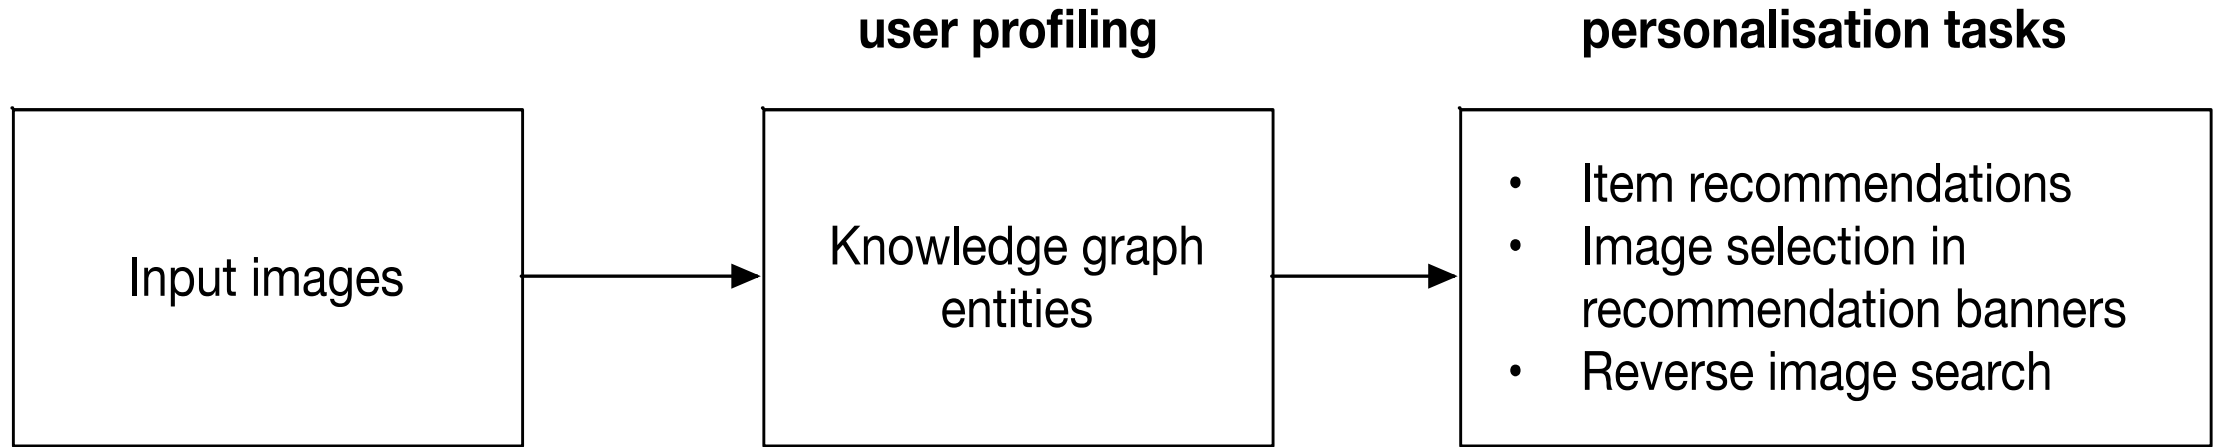 user profiling
personalisation tasks
Input images
Knowledge graph
entities
• Item recommendations
• Image selection in
recommendation banners
• Reverse image search